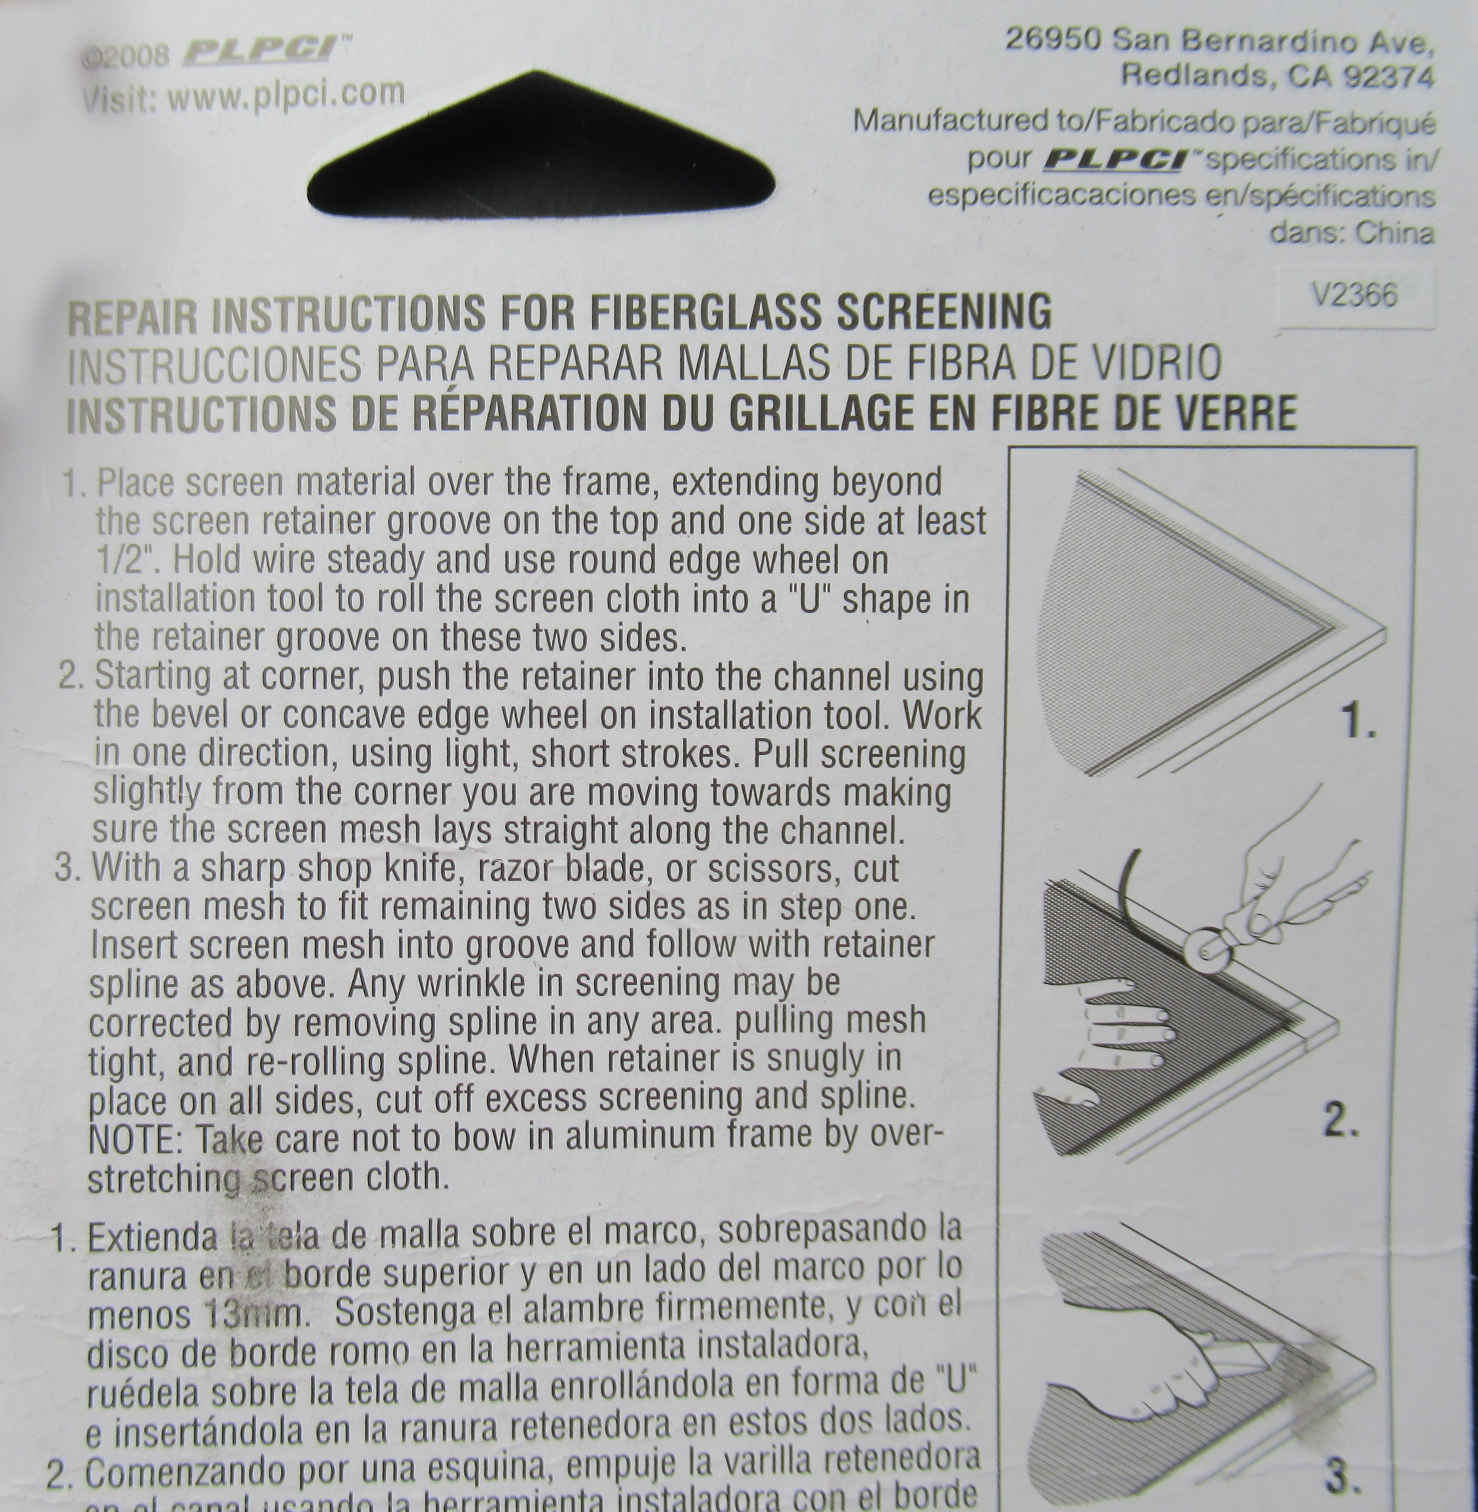 ©2008 PLPCI™
Visit: www.plpci.com
26950 San Bernardino Ave,
Redlands, CA 92374
Manufactured to/Fabricado para/Fabriqué
pour PLPCI™ specifications in/
especificacaciones en/spécifications
dans: China
V2366
REPAIR INSTRUCTIONS FOR FIBERGLASS SCREENING
INSTRUCCIONES PARA REPARAR MALLAS DE FIBRA DE VIDRIO
INSTRUCTIONS DE RÉPARATION DU GRILLAGE EN FIBRE DE VERRE
1. Place screen material over the frame, extending beyond
the screen retainer groove on the top and one side at least
1/2". Hold wire steady and use round edge wheel on
installation tool to roll the screen cloth into a "U" shape in
the retainer groove on these two sides.
2. Starting at corner, push the retainer into the channel using
the bevel or concave edge wheel on installation tool. Work
in one direction, using light, short strokes. Pull screening
slightly from the corner you are moving towards making
sure the screen mesh lays straight along the channel.
3. With a sharp shop knife, razor blade, or scissors, cut
screen mesh to fit remaining two sides as in step one.
Insert screen mesh into groove and follow with retainer
spline as above. Any wrinkle in screening may be
corrected by removing spline in any area. pulling mesh
tight, and re-rolling spline. When retainer is snugly in
place on all sides, cut off excess screening and spline.
NOTE: Take care not to bow in aluminum frame by over-
stretching screen cloth.
1. Extienda la tela de malla sobre el marco, sobrepasando la
ranura en el borde superior y en un lado del marco por lo
menos 13mm. Sostenga el alambre firmemente, y con el
disco de borde romo en la herramienta instaladora,
ruédela sobre la tela de malla enrollándola en forma de "U"
e insertándola en la ranura retenedora en estos dos lados.
2. Comenzando por una esquina, empuje la varilla retenedora
en el canal usando la herramienta instaladora con el borde
1.
2.
3.